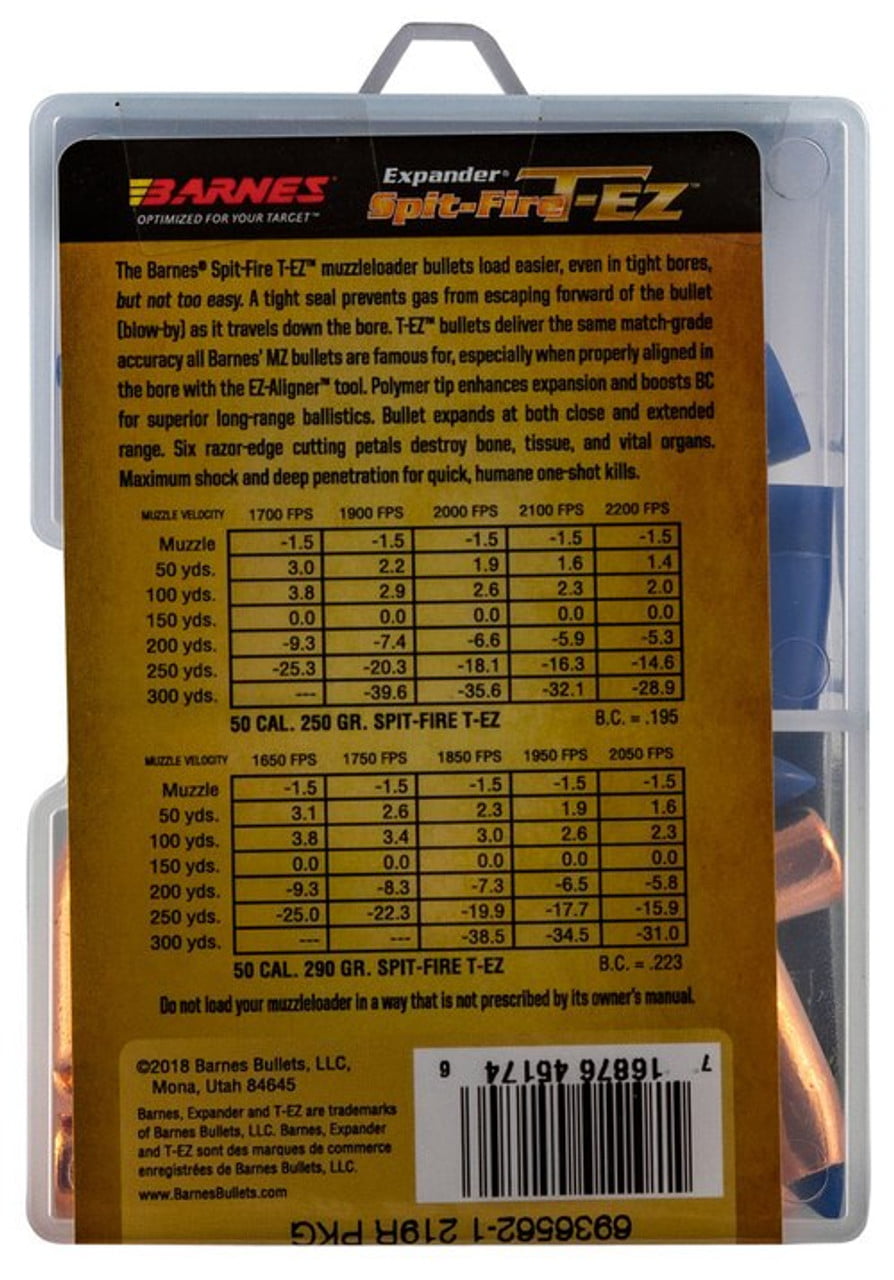 BARNES
OPTIMIZED FOR YOUR TARGET™
Expander®
Spit-Fire T-EZ™
The Barnes® Spit-Fire T-EZ™ muzzleloader bullets load easier, even in tight bores,
but not too easy. A tight seal prevents gas from escaping forward of the bullet
(blow-by) as it travels down the bore. T-EZ™ bullets deliver the same match-grade
accuracy all Barnes' MZ bullets are famous for, especially when properly aligned in
the bore with the EZ-Aligner™ tool. Polymer tip enhances expansion and boosts BC
for superior long-range ballistics. Bullet expands at both close and extended
range. Six razor-edge cutting petals destroy bone, tissue, and vital organs.
Maximum shock and deep penetration for quick, humane one-shot kills.
MUZZLE VELOCITY 1700 FPS 1900 FPS 2000 FPS 2100 FPS 2200 FPS
Muzzle -1.5 -1.5 -1.5 -1.5 -1.5
50 yds. 3.0 2.2 1.9 1.6 1.4
100 yds. 3.8 2.9 2.6 2.3 2.0
150 yds. 0.0 0.0 0.0 0.0 0.0
200 yds. -9.3 -7.4 -6.6 -5.9 -5.3
250 yds. -25.3 -20.3 -18.1 -16.3 -14.6
300 yds. --- -39.6 -35.6 -32.1 -28.9
50 CAL. 250 GR. SPIT-FIRE T-EZ B.C. = .195
MUZZLE VELOCITY 1650 FPS 1750 FPS 1850 FPS 1950 FPS 2050 FPS
Muzzle -1.5 -1.5 -1.5 -1.5 -1.5
50 yds. 3.1 2.6 2.3 1.9 1.6
100 yds. 3.8 3.4 3.0 2.6 2.3
150 yds. 0.0 0.0 0.0 0.0 0.0
200 yds. -9.3 -8.3 -7.3 -6.5 -5.8
250 yds. -25.0 -22.3 -19.9 -17.7 -15.9
300 yds. --- --- -38.5 -34.5 -31.0
50 CAL. 290 GR. SPIT-FIRE T-EZ B.C. = .223
Do not load your muzzleloader in a way that is not prescribed by its owner's manual.
©2018 Barnes Bullets, LLC,
Mona, Utah 84645
Barnes, Expander and T-EZ are trademarks
of Barnes Bullets, LLC. Barnes, Expander
and T-EZ sont des marques de commerce
enregistrées de Barnes Bullets, LLC.
www.BarnesBullets.com
7 16876 46174 6
6936562-1 219R PKG